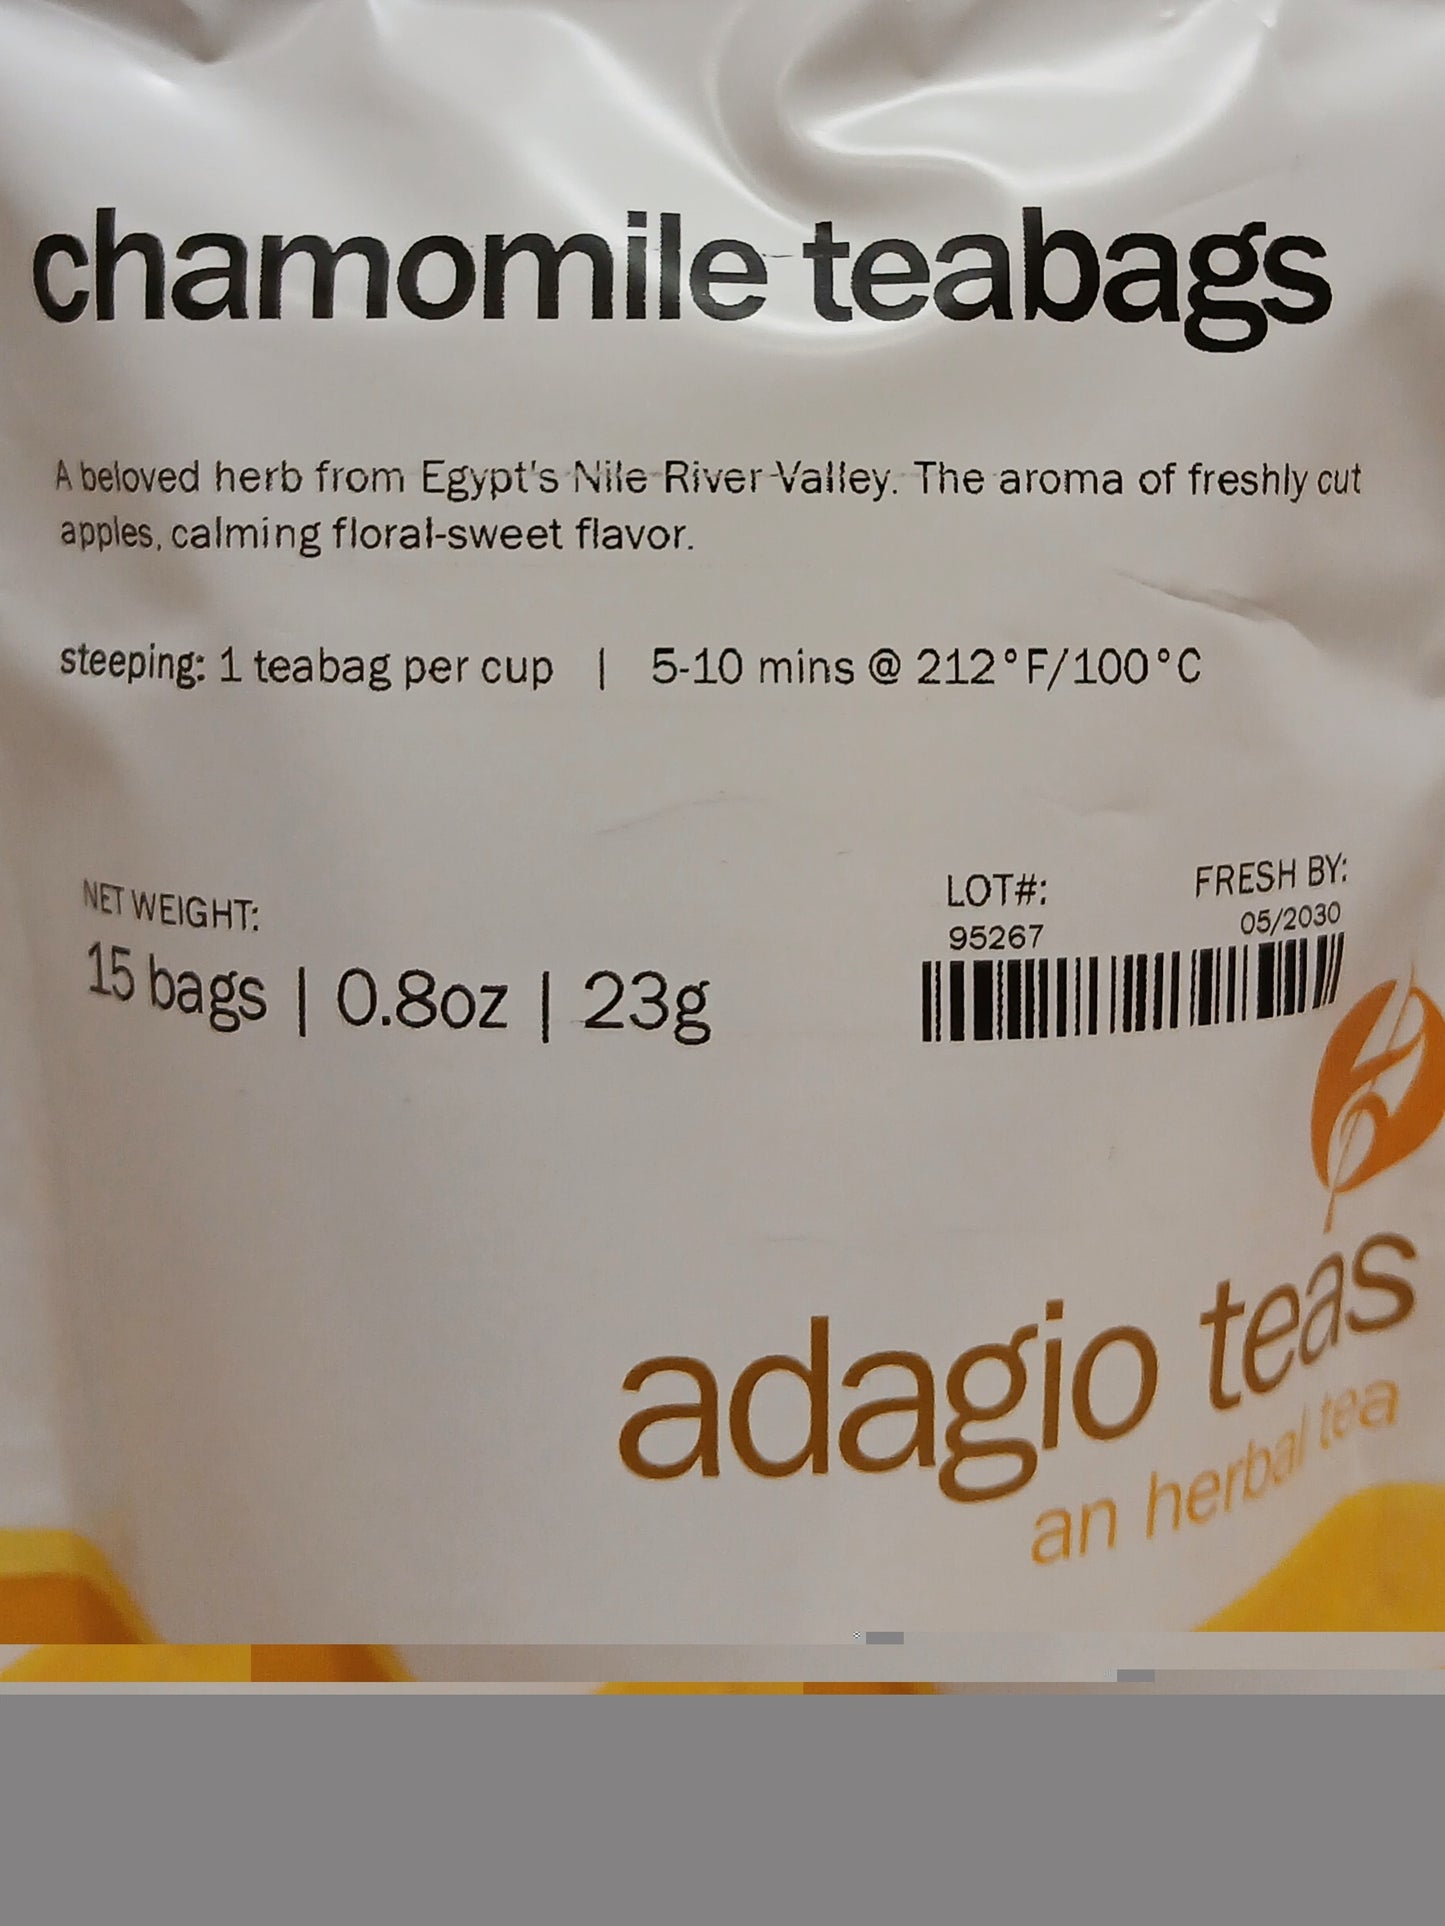 chamomile teabags
A beloved herb from Egypt's Nile River Valley. The aroma of freshly cut
apples, calming floral-sweet flavor.
steeping: 1 teabag per cup | 5-10 mins @ 212°F/100°C
NET WEIGHT:
15 bags | 0.8oz | 23g
LOT#:
95267
FRESH BY:
05/2030
adagio teas
an herbal tea